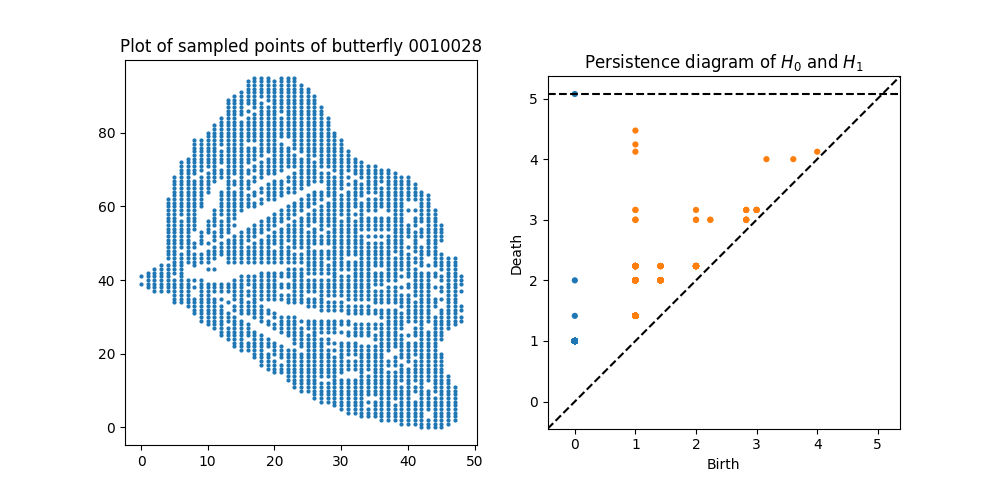 Plot of sampled points of butterfly 0010028
80
60
40
20
0
0 10 20 30 40 50
Persistence diagram of H₀ and H₁
Death
5
4
3
2
1
0
0 1 2 3 4 5
Birth